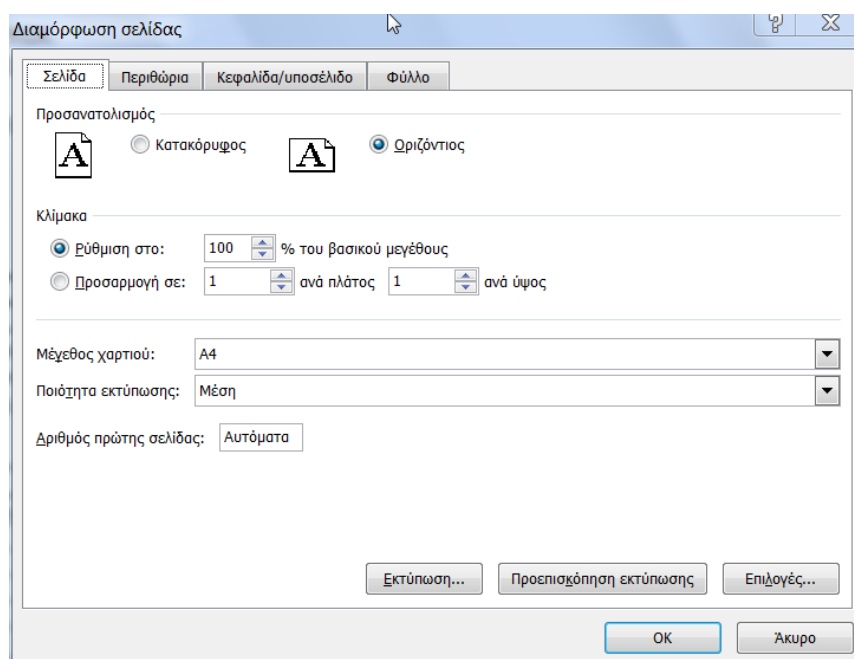 Διαμόρφωση σελίδας
Σελίδα Περιθώρια Κεφαλίδα/υποσέλιδο Φύλλο
Προσανατολισμός
A Κατακόρυφος A Οριζόντιος
Κλίμακα
Ρύθμιση στο: 100 % του βασικού μεγέθους
Προσαρμογή σε: 1 ανά πλάτος 1 ανά ύψος
Μέγεθος χαρτιού: A4
Ποιότητα εκτύπωσης: Μέση
Αριθμός πρώτης σελίδας: Αυτόματα
Εκτύπωση... Προεπισκόπηση εκτύπωσης Επιλογές...
OK Άκυρο